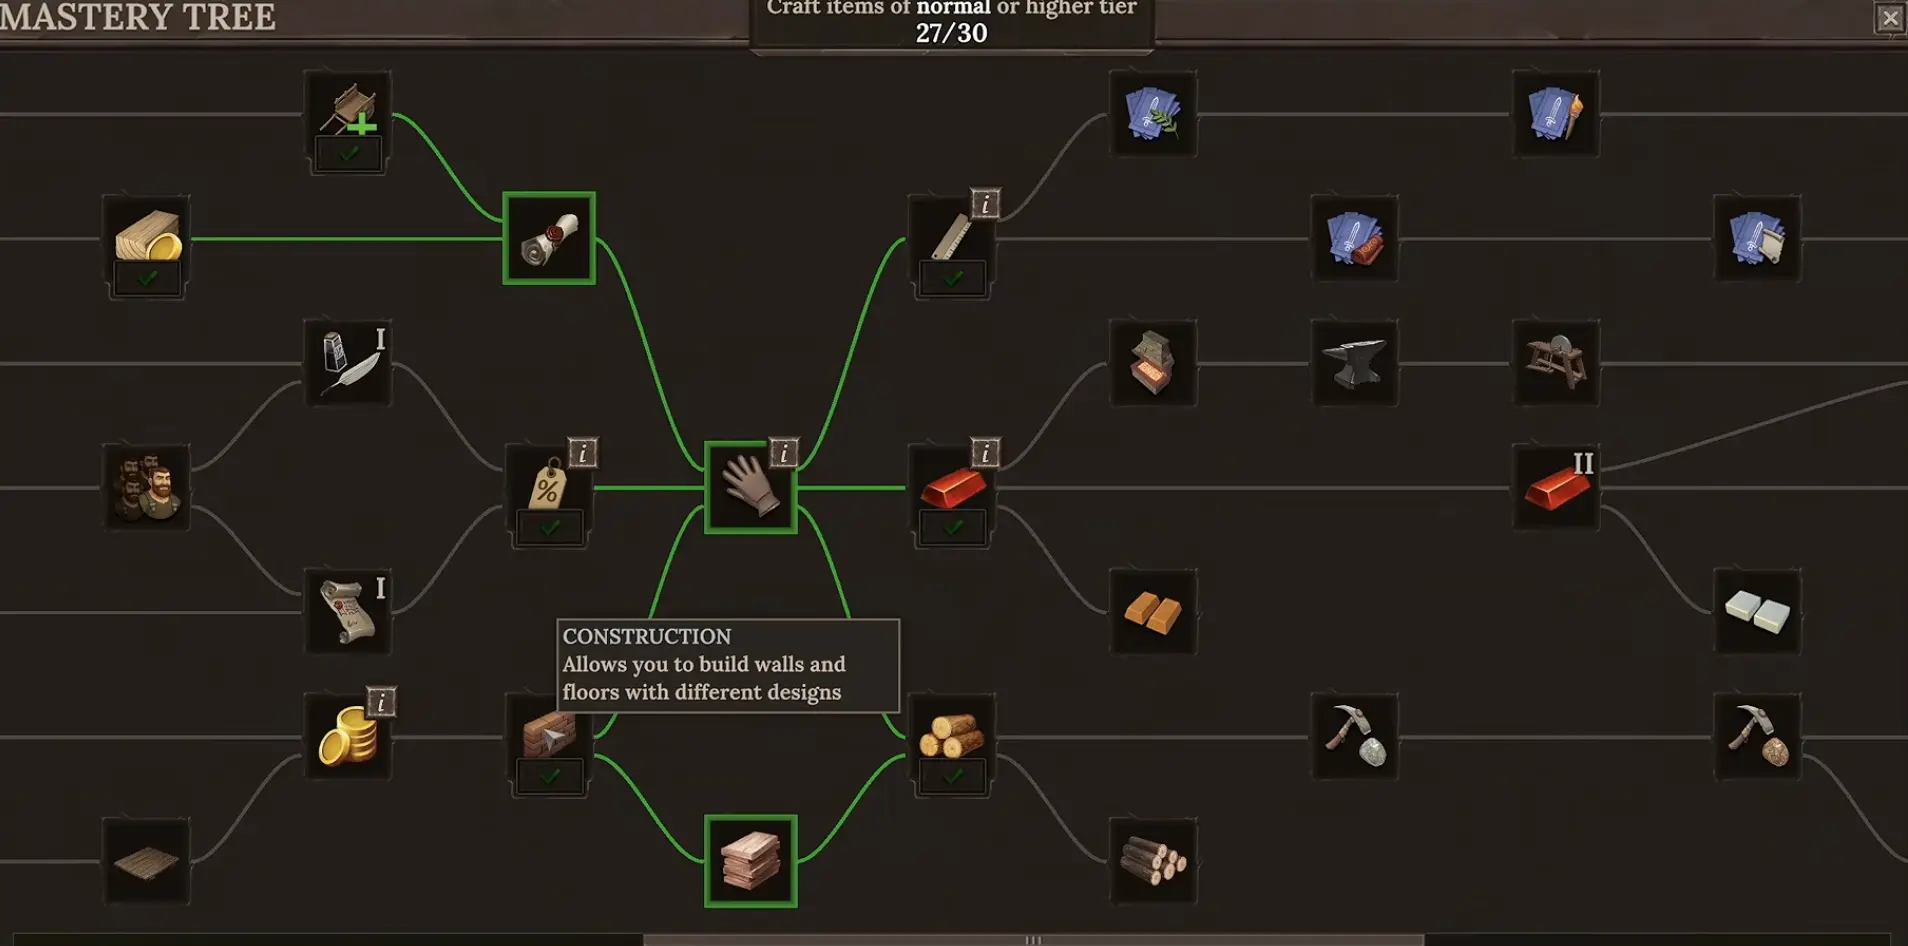 MASTERY TREE
Craft items of normal or higher tier
27/30
i
I
i
i
i
II
%
I
CONSTRUCTION
Allows you to build walls and
floors with different designs
i